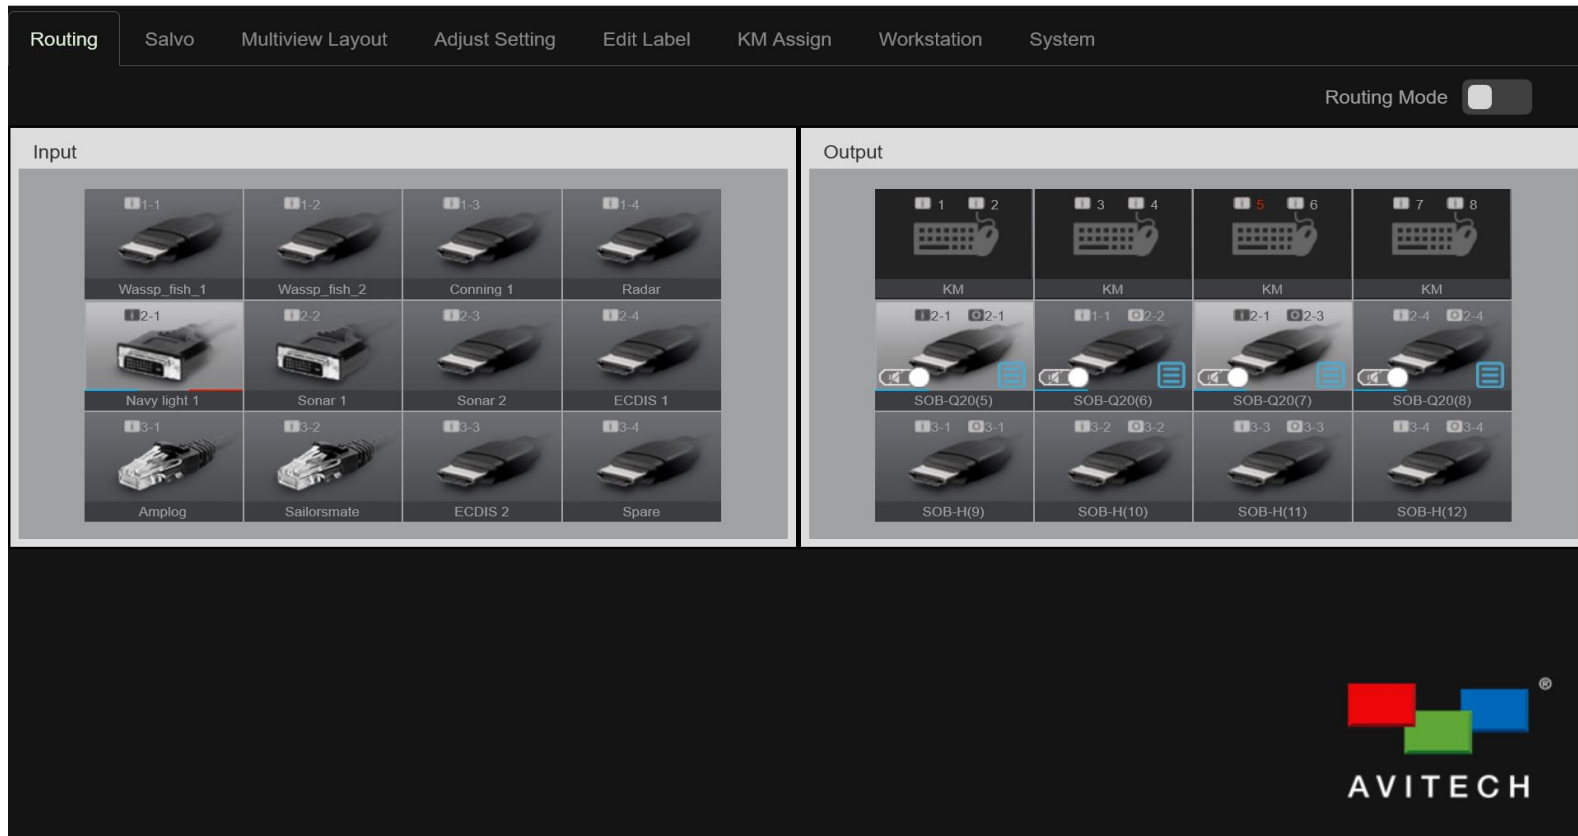 Routing Salvo Multiview Layout Adjust Setting Edit Label KM Assign Workstation System
Routing Mode
Input
I 1-1 I 1-2 I 1-3 I 1-4
Wassp_fish_1 Wassp_fish_2 Conning 1 Radar
I 2-1 I 2-2 I 2-3 I 2-4
Navy light 1 Sonar 1 Sonar 2 ECDIS 1
I 3-1 I 3-2 I 3-3 I 3-4
Amplog Sailorsmate ECDIS 2 Spare
Output
I 1 I 2 I 3 I 4 I 5 I 6 I 7 I 8
KM KM KM KM
I 2-1 O 2-1 I 1-1 O 2-2 I 2-1 O 2-3 I 2-4 O 2-4
SOB-Q20(5) SOB-Q20(6) SOB-Q20(7) SOB-Q20(8)
I 3-1 O 3-1 I 3-2 O 3-2 I 3-3 O 3-3 I 3-4 O 3-4
SOB-H(9) SOB-H(10) SOB-H(11) SOB-H(12)
®
AVITECH